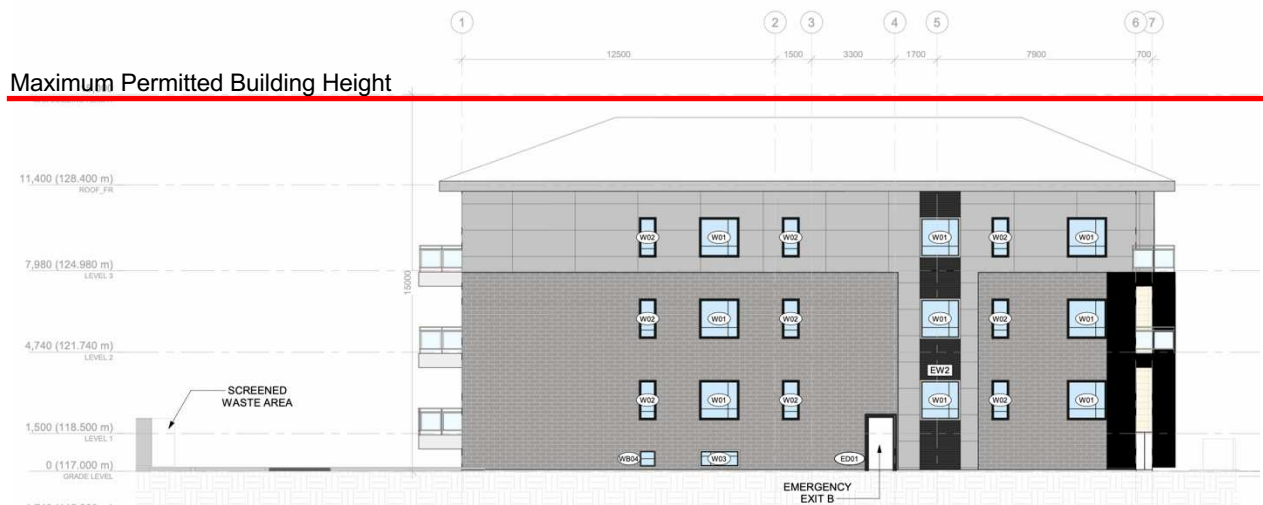 1 2 3 4 5 6 7
12500 1500 3300 1700 7900 700
Maximum Permitted Building Height
11,400 (128.400 m)
ROOF_FR
W02 W01 W02 W01 W02 W01
7,980 (124.980 m)
LEVEL 3
15000
W02 W01 W02 W01 W02 W01
4,740 (121.740 m)
LEVEL 2
EW2
SCREENED
WASTE AREA
W02 W01 W02 W01 W02 W01
1,500 (118.500 m)
LEVEL 1
WB04 W03 ED01
0 (117.000 m)
GRADE LEVEL
EMERGENCY
EXIT B